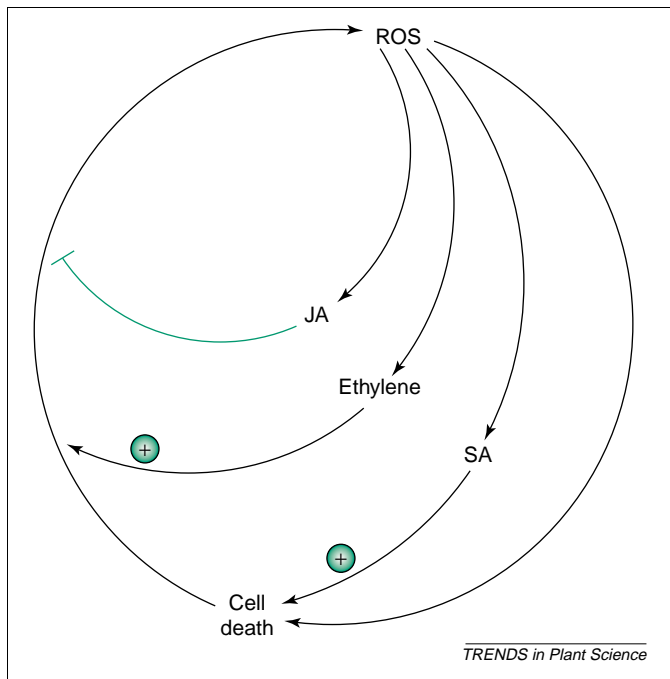 ROS
JA
Ethylene
+
SA
+
Cell
death
TRENDS in Plant Science